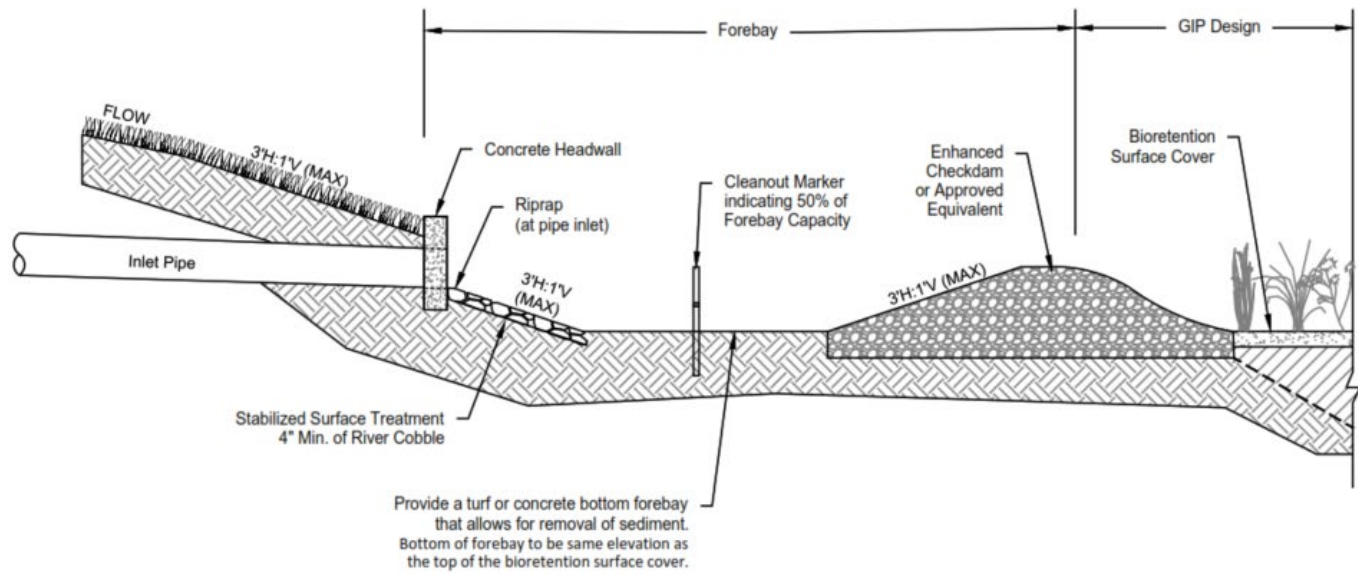 Forebay
GIP Design
FLOW
3'H:1'V (MAX)
Concrete Headwall
Riprap
(at pipe inlet)
Cleanout Marker
indicating 50% of
Forebay Capacity
Enhanced
Checkdam
or Approved
Equivalent
Bioretention
Surface Cover
Inlet Pipe
3'H:1'V
(MAX)
3'H:1'V (MAX)
Stabilized Surface Treatment
4" Min. of River Cobble
Provide a turf or concrete bottom forebay
that allows for removal of sediment.
Bottom of forebay to be same elevation as
the top of the bioretention surface cover.